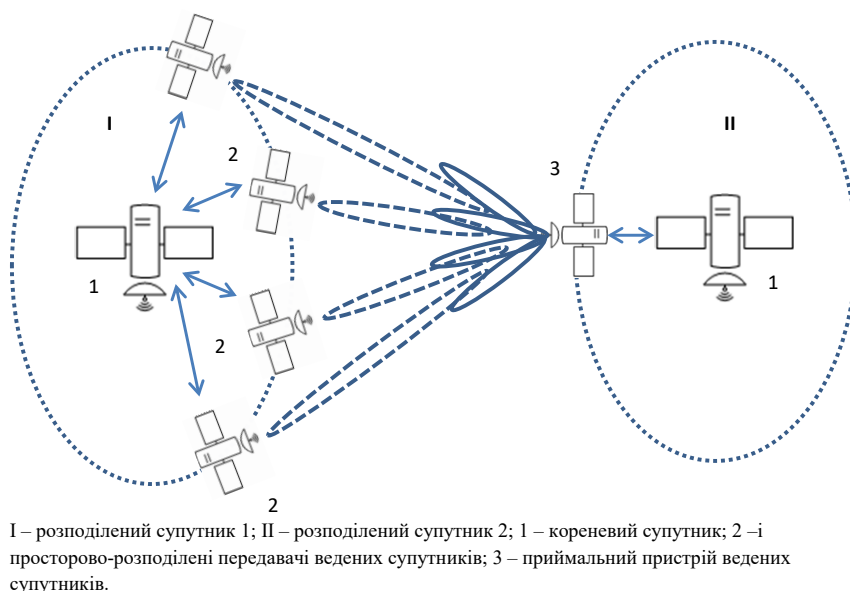 I
II
2
3
1
1
2
2
I – розподілений супутник 1; II – розподілений супутник 2; 1 – кореневий супутник; 2 –і
просторово-розподілені передавачі ведених супутників; 3 – приймальний пристрій ведених
супутників.